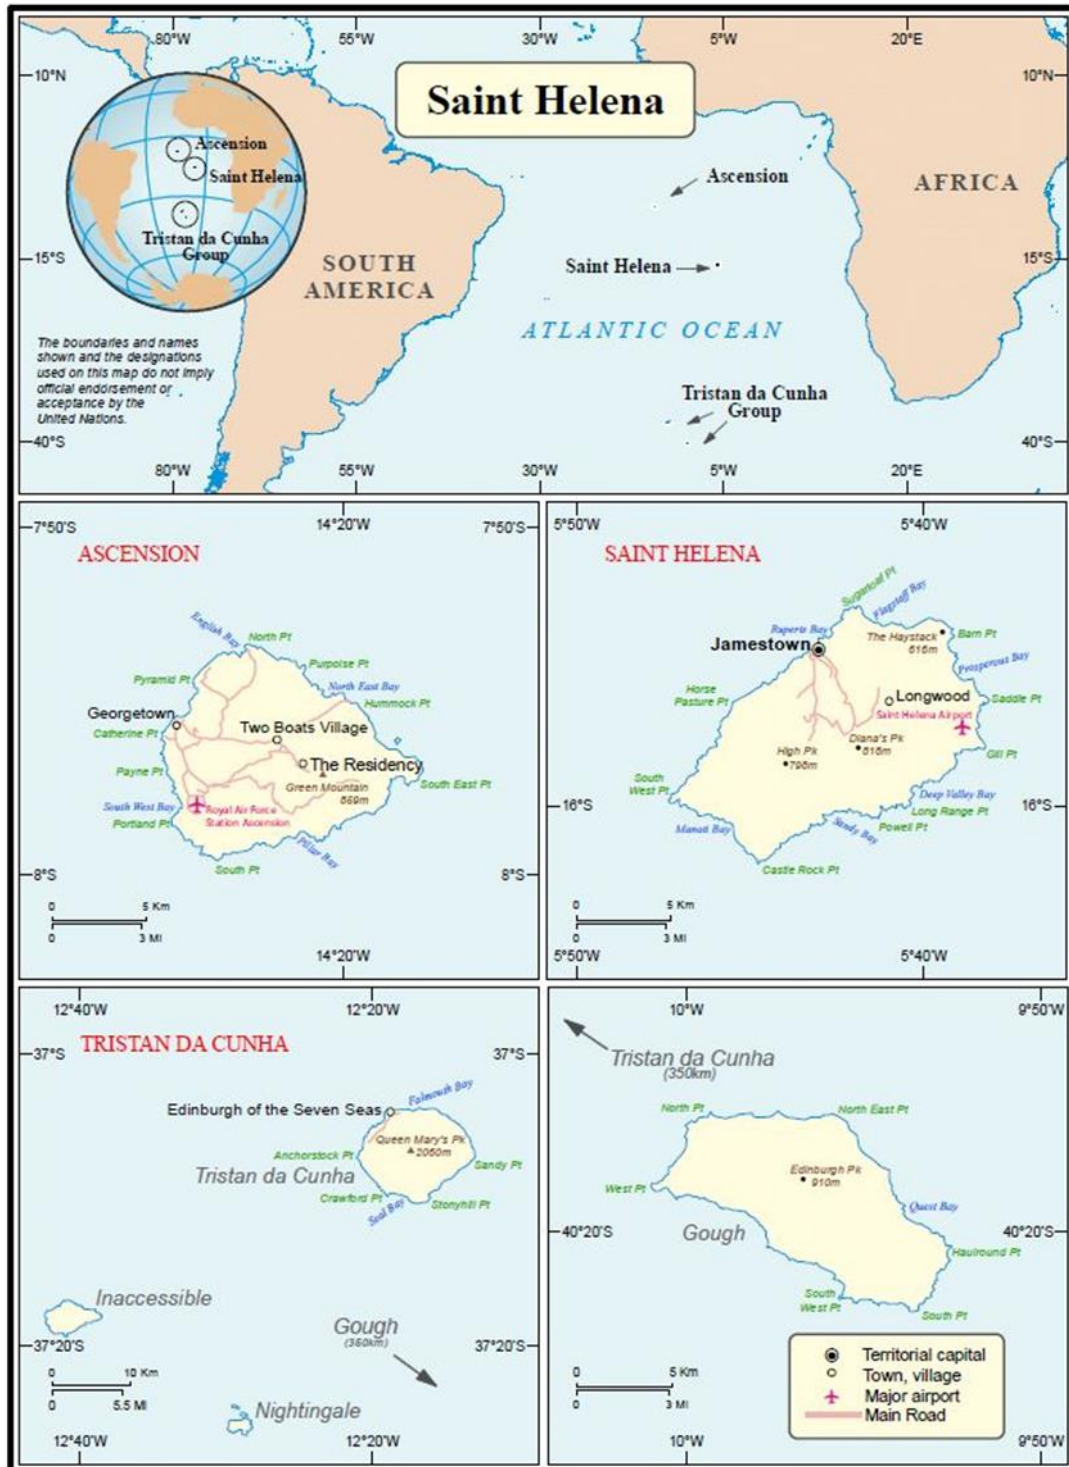 80°W 55°W 30°W 5°W 20°E
10°N 10°N
Saint Helena
Ascension
Saint Helena
Tristan da Cunha
Group
Ascension
AFRICA
15°S 15°S
SOUTH
AMERICA
Saint Helena
ATLANTIC OCEAN
The boundaries and names
shown and the designations
used on this map do not imply
official endorsement or
acceptance by the
United Nations.
Tristan da Cunha
Group
40°S 40°S
80°W 55°W 30°W 5°W 20°E
14°20'W
7°50'S 7°50'S
ASCENSION
English Bay
North Pt
Purpoise Pt
Pyramid Pt
North East Bay
Hummock Pt
Georgetown
Catherine Pt
Two Boats Village
The Residency
Payne Pt
Green Mountain
859m
South East Pt
South West Bay
Royal Air Force
Station Ascension
Portland Pt
Pillar Bay
South Pt
8°S 8°S
0 5 Km
0 3 Mi
14°20'W
5°50'W 5°40'W
SAINT HELENA
Sugarloaf Pt
Flagstaff Bay
Ruperts Bay
The Haystack
616m
Barn Pt
Jamestown
Prosperous Bay
Horse
Pasture Pt
Longwood
Saddle Pt
Saint Helena Airport
Diana's Pk
818m
High Pk
798m
Gill Pt
South
West Pt
Deep Valley Bay
16°S 16°S
Long Range Pt
Manati Bay
Sandy Bay
Powell Pt
Castle Rock Pt
0 5 Km
0 3 Mi
5°50'W 5°40'W
12°40'W 12°20'W
37°S 37°S
TRISTAN DA CUNHA
Falmouth Bay
Edinburgh of the Seven Seas
Queen Mary's Pk
2060m
Anchorstock Pt
Sandy Pt
Tristan da Cunha
Crawford Pt
Seal Bay
Stonyhill Pt
Inaccessible
Gough
(350km)
37°20'S 37°20'S
0 10 Km
0 5.5 Mi
Nightingale
12°40'W 12°20'W
10°W 9°50'W
Tristan da Cunha
(350km)
North Pt
North East Pt
Edinburgh Pk
910m
West Pt
Quest Bay
Gough
40°20'S 40°20'S
Haulround Pt
South
West Pt
South Pt
0 5 Km
0 3 Mi
Territorial capital
Town, village
Major airport
Main Road
10°W 9°50'W